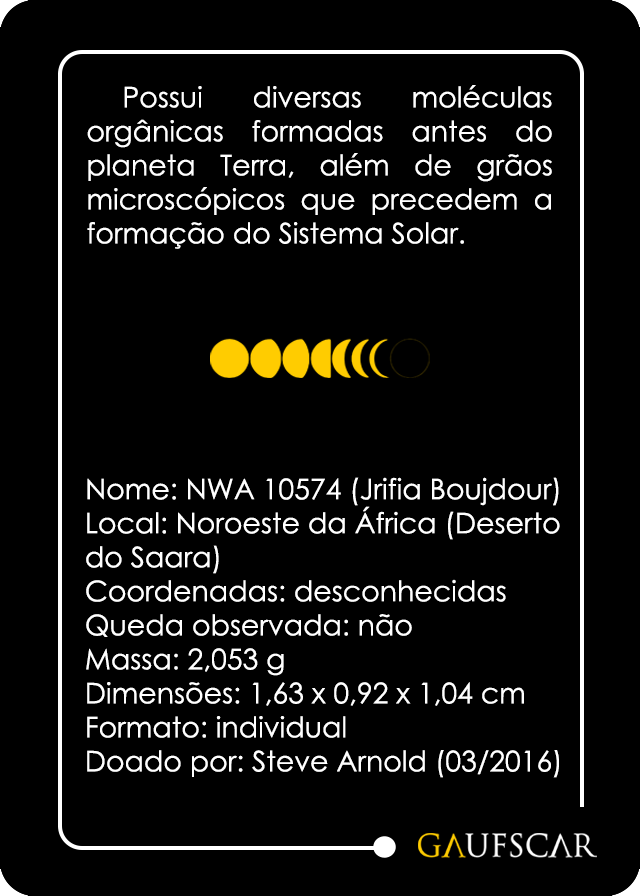 Possui diversas moléculas
orgânicas formadas antes do
planeta Terra, além de grãos
microscópicos que precedem a
formação do Sistema Solar.
Nome: NWA 10574 (Jrifia Boujdour)
Local: Noroeste da África (Deserto
do Saara)
Coordenadas: desconhecidas
Queda observada: não
Massa: 2,053 g
Dimensões: 1,63 x 0,92 x 1,04 cm
Formato: individual
Doado por: Steve Arnold (03/2016)
GAUFSCAR